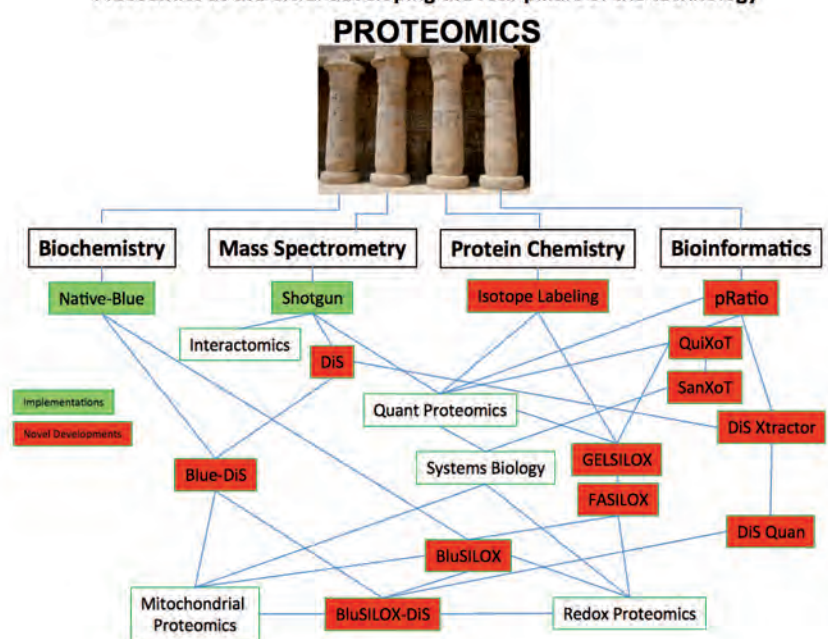 PROTEOMICS
Biochemistry
Mass Spectrometry
Protein Chemistry
Bioinformatics
Native-Blue
Shotgun
Isotope Labeling
pRatio
Interactomics
DiS
QuiXoT
SanXoT
Implementations
Novel Developments
Quant Proteomics
DiS Xtractor
Blue-DiS
Systems Biology
GELSILOX
FASILOX
BluSILOX
DiS Quan
Mitochondrial
Proteomics
BluSILOX-DiS
Redox Proteomics